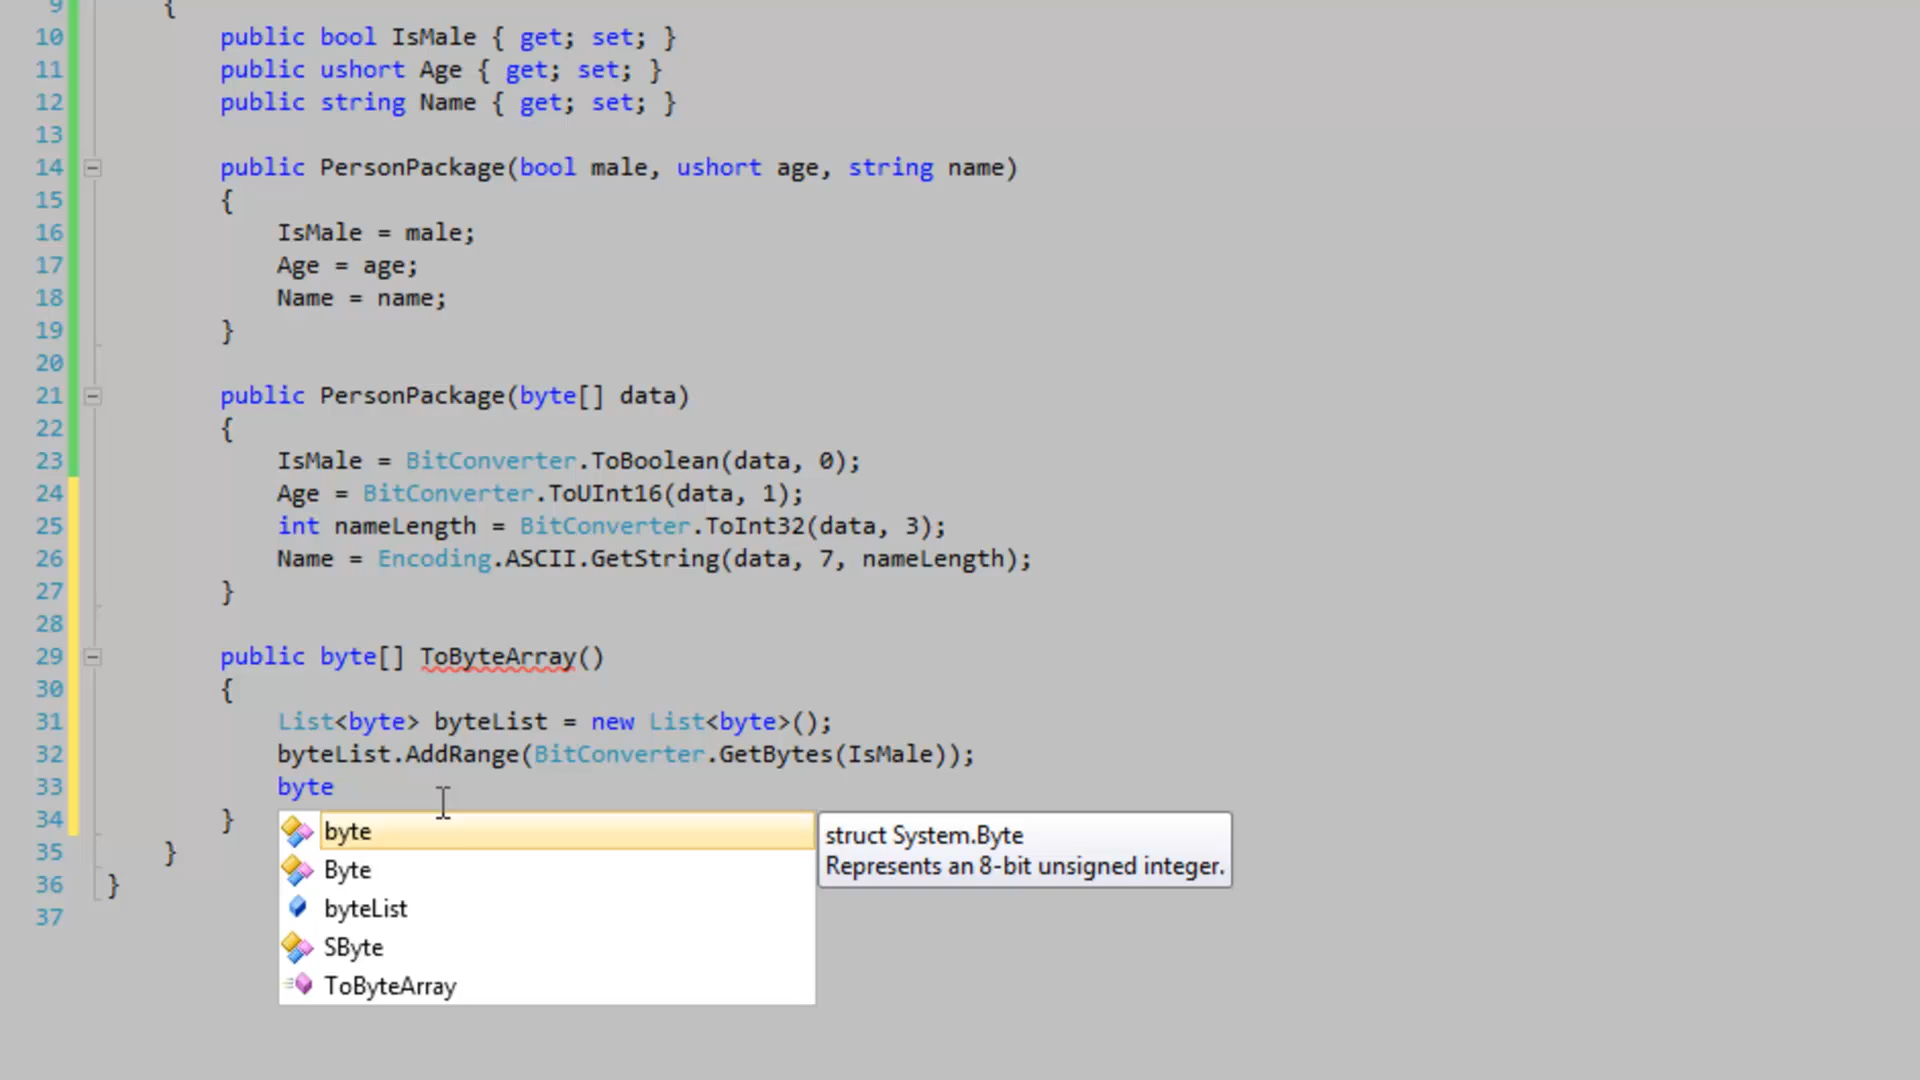 9 {
10 public bool IsMale { get; set; }
11 public ushort Age { get; set; }
12 public string Name { get; set; }
13
14 public PersonPackage(bool male, ushort age, string name)
15 {
16 IsMale = male;
17 Age = age;
18 Name = name;
19 }
20
21 public PersonPackage(byte[] data)
22 {
23 IsMale = BitConverter.ToBoolean(data, 0);
24 Age = BitConverter.ToUInt16(data, 1);
25 int nameLength = BitConverter.ToInt32(data, 3);
26 Name = Encoding.ASCII.GetString(data, 7, nameLength);
27 }
28
29 public byte[] ToByteArray()
30 {
31 List<byte> byteList = new List<byte>();
32 byteList.AddRange(BitConverter.GetBytes(IsMale));
33 byte
34 }
35 }
36 }
37
byte
Byte
byteList
SByte
ToByteArray
struct System.Byte
Represents an 8-bit unsigned integer.